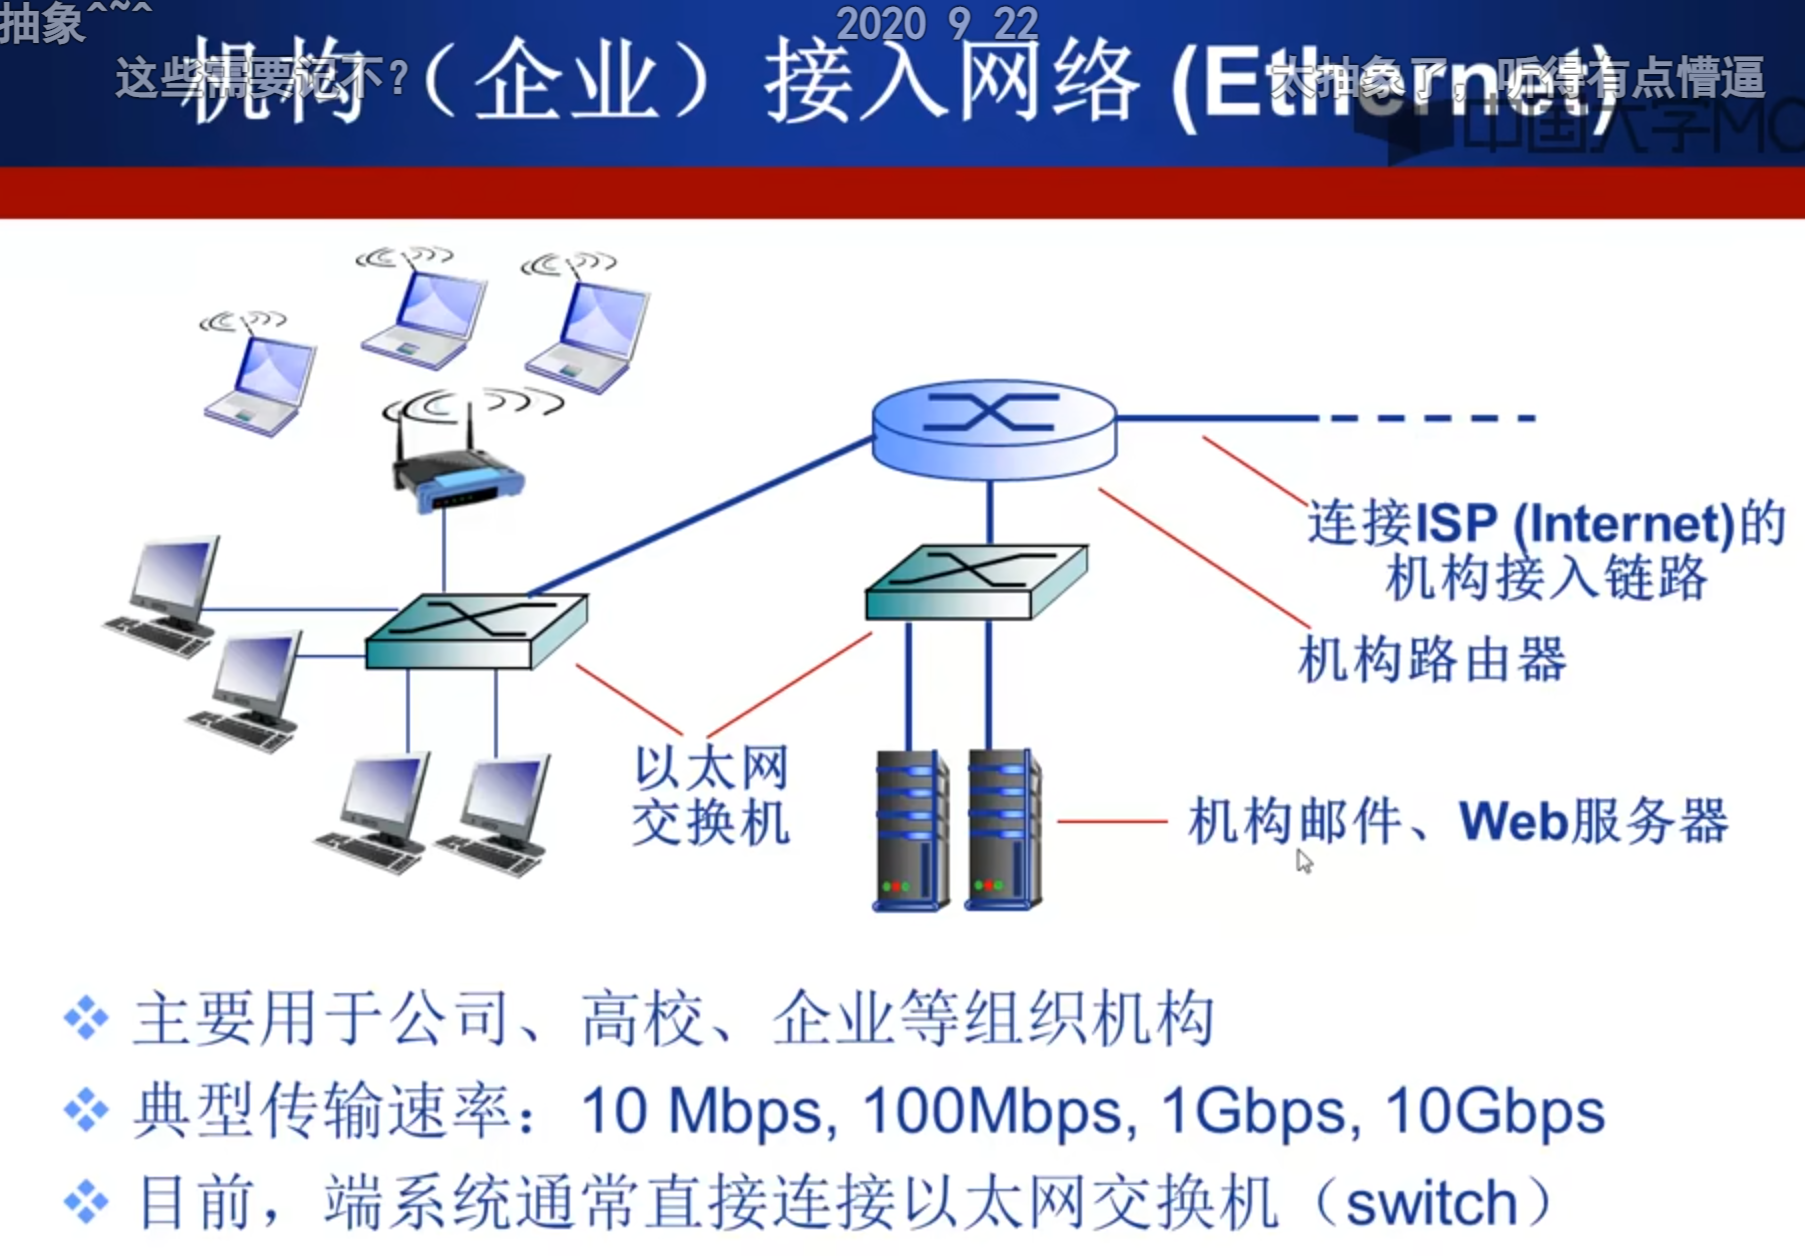 抽象^~^
2020 9 22
这些需要记不？
太抽象了，听得有点懵逼
机构（企业）接入网络 (Ethernet)
中国大学MO
连接ISP (Internet)的
机构接入链路
机构路由器
以太网
交换机
机构邮件、Web服务器
主要用于公司、高校、企业等组织机构
典型传输速率：10 Mbps, 100Mbps, 1Gbps, 10Gbps
目前，端系统通常直接连接以太网交换机（switch）